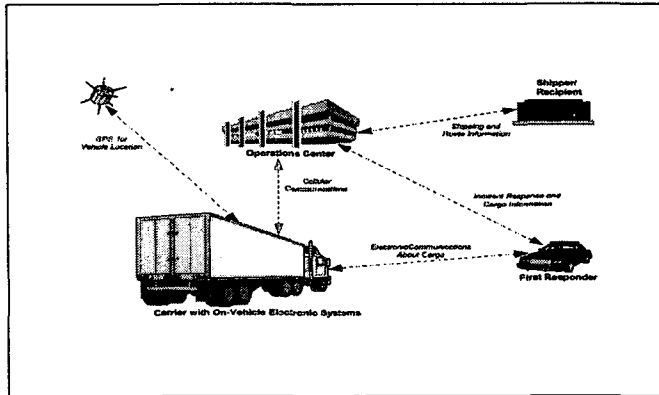 Shipper/
Recipient
GPS for
Vehicle Location
Operations Center
Shipping and
Route Information
Cellular
Communications
Incident Response and
Cargo Information
Electronic Communications
About Cargo
First Responder
Carrier with On-Vehicle Electronic Systems